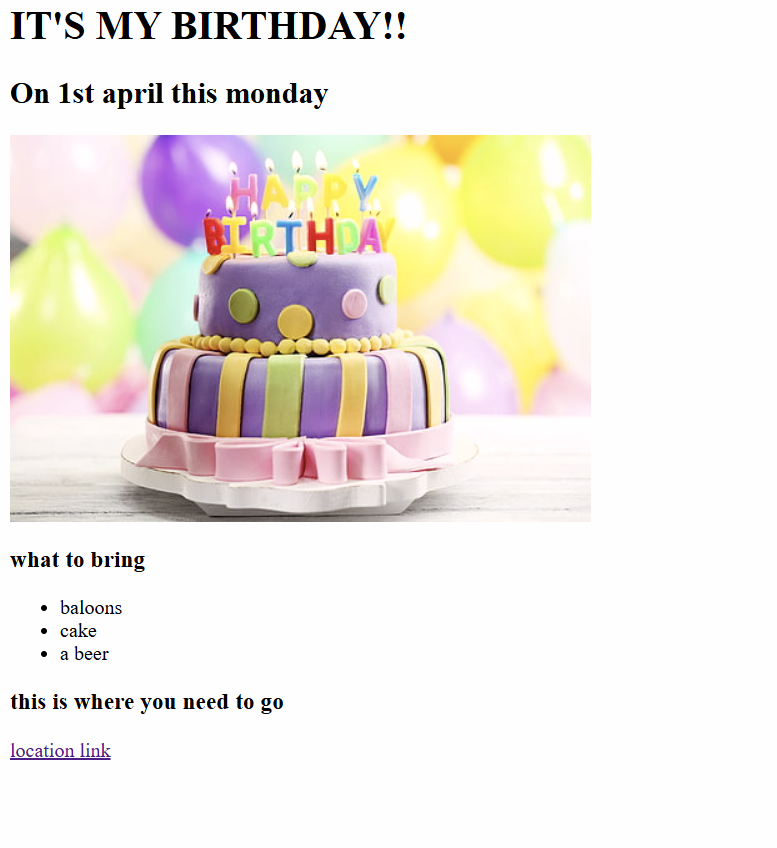 IT'S MY BIRTHDAY!!
On 1st april this monday
HAPPY
BIRTHDAY
what to bring
baloons
cake
a beer
this is where you need to go
location link